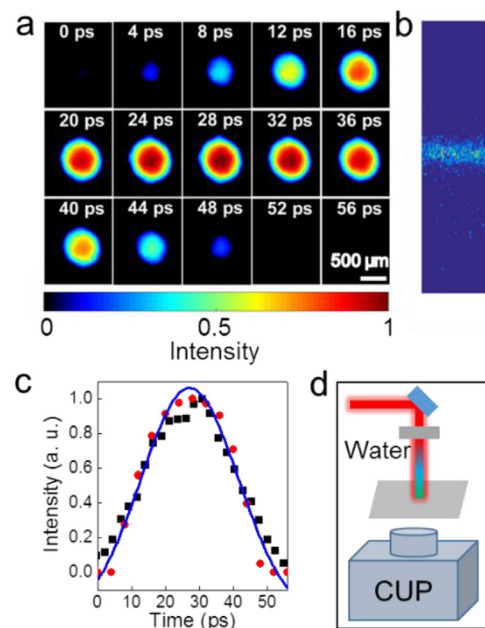 a
0 ps 4 ps 8 ps 12 ps 16 ps
20 ps 24 ps 28 ps 32 ps 36 ps
40 ps 44 ps 48 ps 52 ps 56 ps
500 μm
0 0.5 1
Intensity
b
c
Intensity (a. u.)
1.0
0.8
0.6
0.4
0.2
0.0
0 20 40
Time (ps)
d
Water
CUP